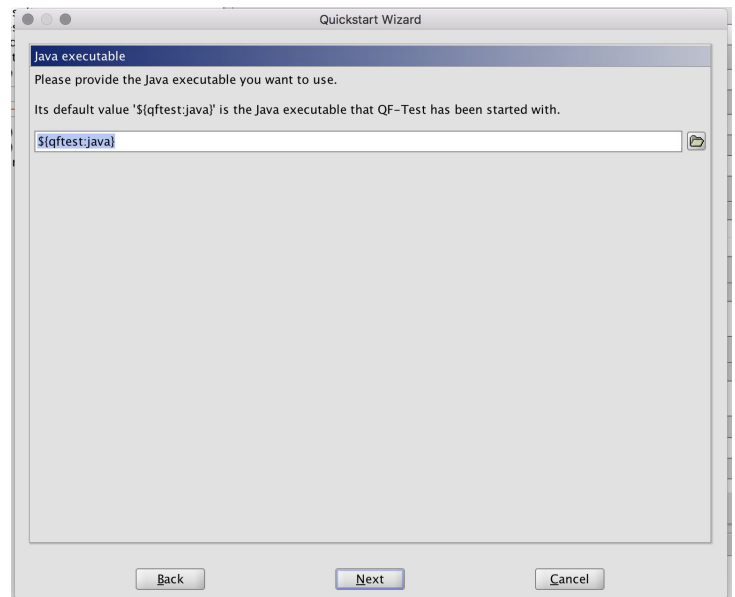 Quickstart Wizard
Java executable
Please provide the Java executable you want to use.
Its default value '${qftest:java}' is the Java executable that QF-Test has been started with.
${qftest:java}
Back
Next
Cancel